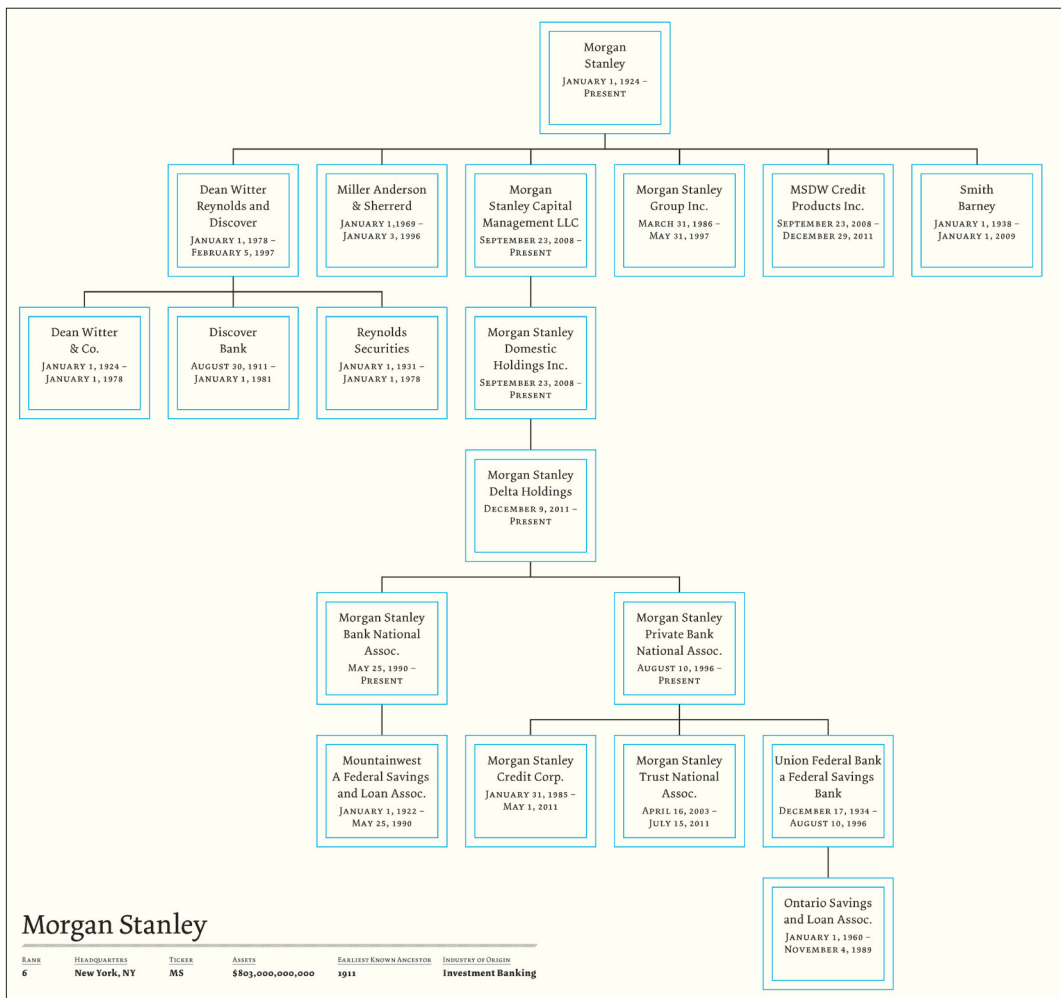 Morgan
Stanley
January 1, 1924 –
Present
Dean Witter
Reynolds and
Discover
January 1, 1978 –
February 5, 1997
Miller Anderson
& Sherrerd
January 1,1969 –
January 3, 1996
Morgan
Stanley Capital
Management LLC
September 23, 2008 –
Present
Morgan Stanley
Group Inc.
March 31, 1986 –
May 31, 1997
MSDW Credit
Products Inc.
September 23, 2008 –
December 29, 2011
Smith
Barney
January 1, 1938 –
January 1, 2009
Dean Witter
& Co.
January 1, 1924 –
January 1, 1978
Discover
Bank
August 30, 1911 –
January 1, 1981
Reynolds
Securities
January 1, 1931 –
January 1, 1978
Morgan Stanley
Domestic
Holdings Inc.
September 23, 2008 –
Present
Morgan Stanley
Delta Holdings
December 9, 2011 –
Present
Morgan Stanley
Bank National
Assoc.
May 25, 1990 –
Present
Morgan Stanley
Private Bank
National Assoc.
August 10, 1996 –
Present
Mountainwest
A Federal Savings
and Loan Assoc.
January 1, 1922 –
May 25, 1990
Morgan Stanley
Credit Corp.
January 31, 1985 –
May 1, 2011
Morgan Stanley
Trust National
Assoc.
April 16, 2003 –
July 15, 2011
Union Federal Bank
a Federal Savings
Bank
December 17, 1934 –
August 10, 1996
Ontario Savings
and Loan Assoc.
January 1, 1960 –
November 4, 1989
Morgan Stanley
Rank Headquarters Ticker Assets Earliest Known Ancestor Industry of Origin
6 New York, NY MS $803,000,000,000 1911 Investment Banking